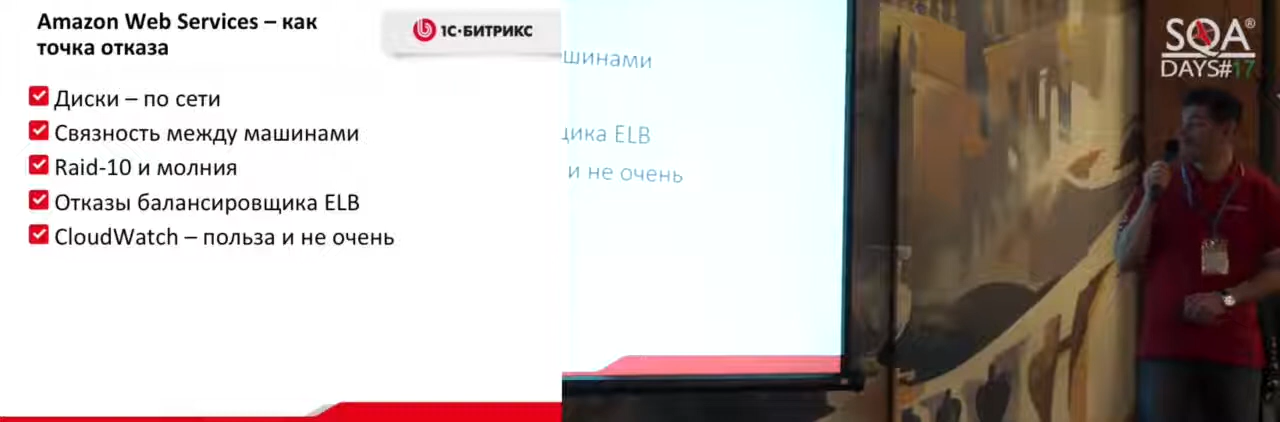 Amazon Web Services – как
точка отказа
1С·БИТРИКС
Диски – по сети
Связность между машинами
Raid-10 и молния
Отказы балансировщика ELB
CloudWatch – польза и не очень
шинами
щика ELB
и не очень
SQA®
DAYS#17